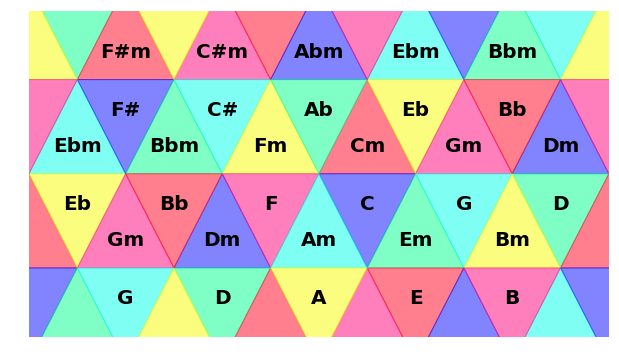 F#m C#m Abm Ebm Bbm
F# C# Ab Eb Bb
Ebm Bbm Fm Cm Gm Dm
Eb Bb F C G D
Gm Dm Am Em Bm
G D A E B